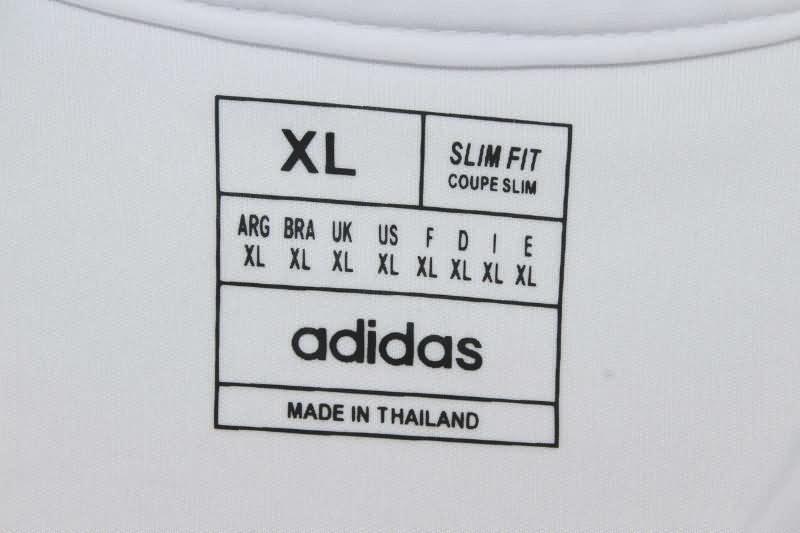 XL
SLIM FIT
COUPE SLIM
ARG BRA UK US F D I E
XL XL XL XL XL XL XL XL
adidas
MADE IN THAILAND